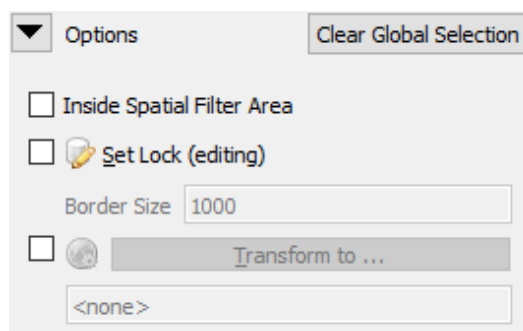 Options Clear Global Selection
Inside Spatial Filter Area
Set Lock (editing)
Border Size 1000
Transform to ...
<none>